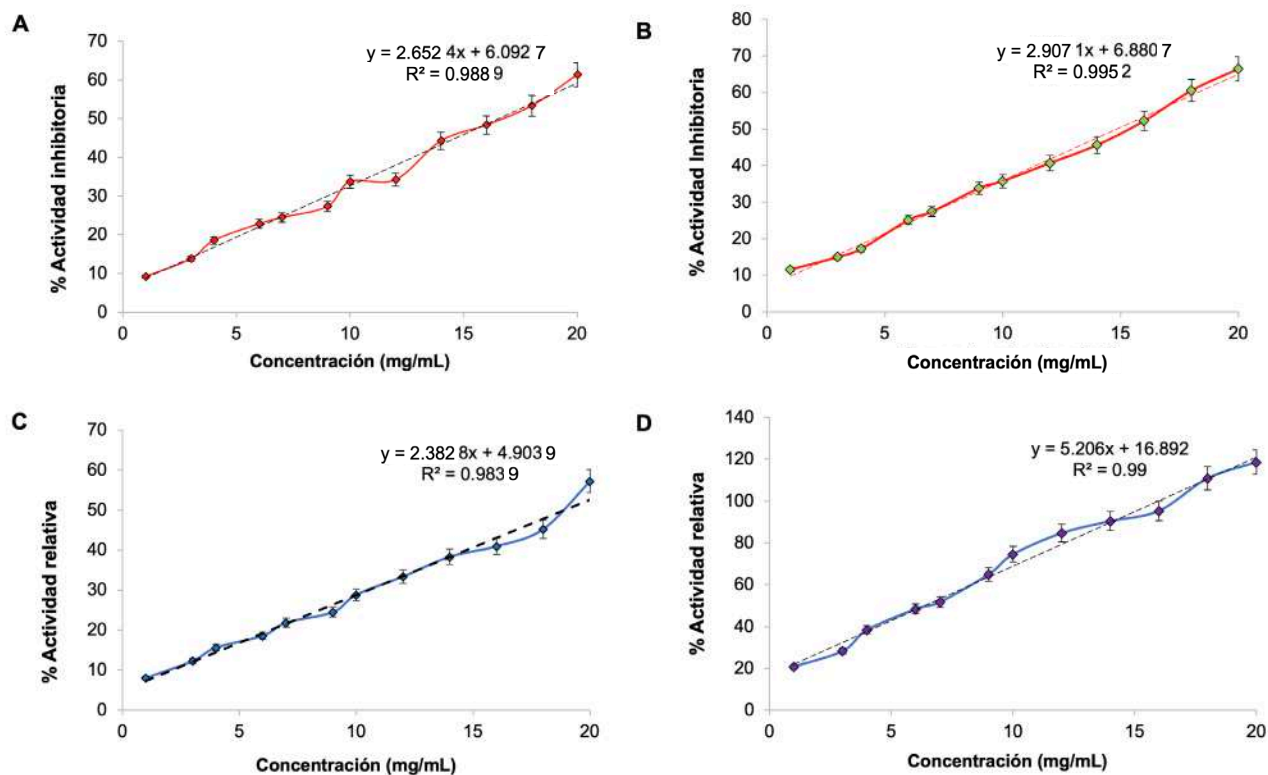 A
% Actividad inhibitoria
70
60
50
40
30
20
10
0
y = 2.652 4x + 6.092 7
R² = 0.988 9
0 5 10 15 20
Concentración (mg/mL)
B
% Actividad Inhibitoria
80
70
60
50
40
30
20
10
0
y = 2.907 1x + 6.880 7
R² = 0.995 2
0 5 10 15 20
Concentración (mg/mL)
C
% Actividad relativa
70
60
50
40
30
20
10
0
y = 2.382 8x + 4.903 9
R² = 0.983 9
0 5 10 15 20
Concentración (mg/mL)
D
% Actividad relativa
140
120
100
80
60
40
20
0
y = 5.206x + 16.892
R² = 0.99
0 5 10 15 20
Concentración (mg/mL)